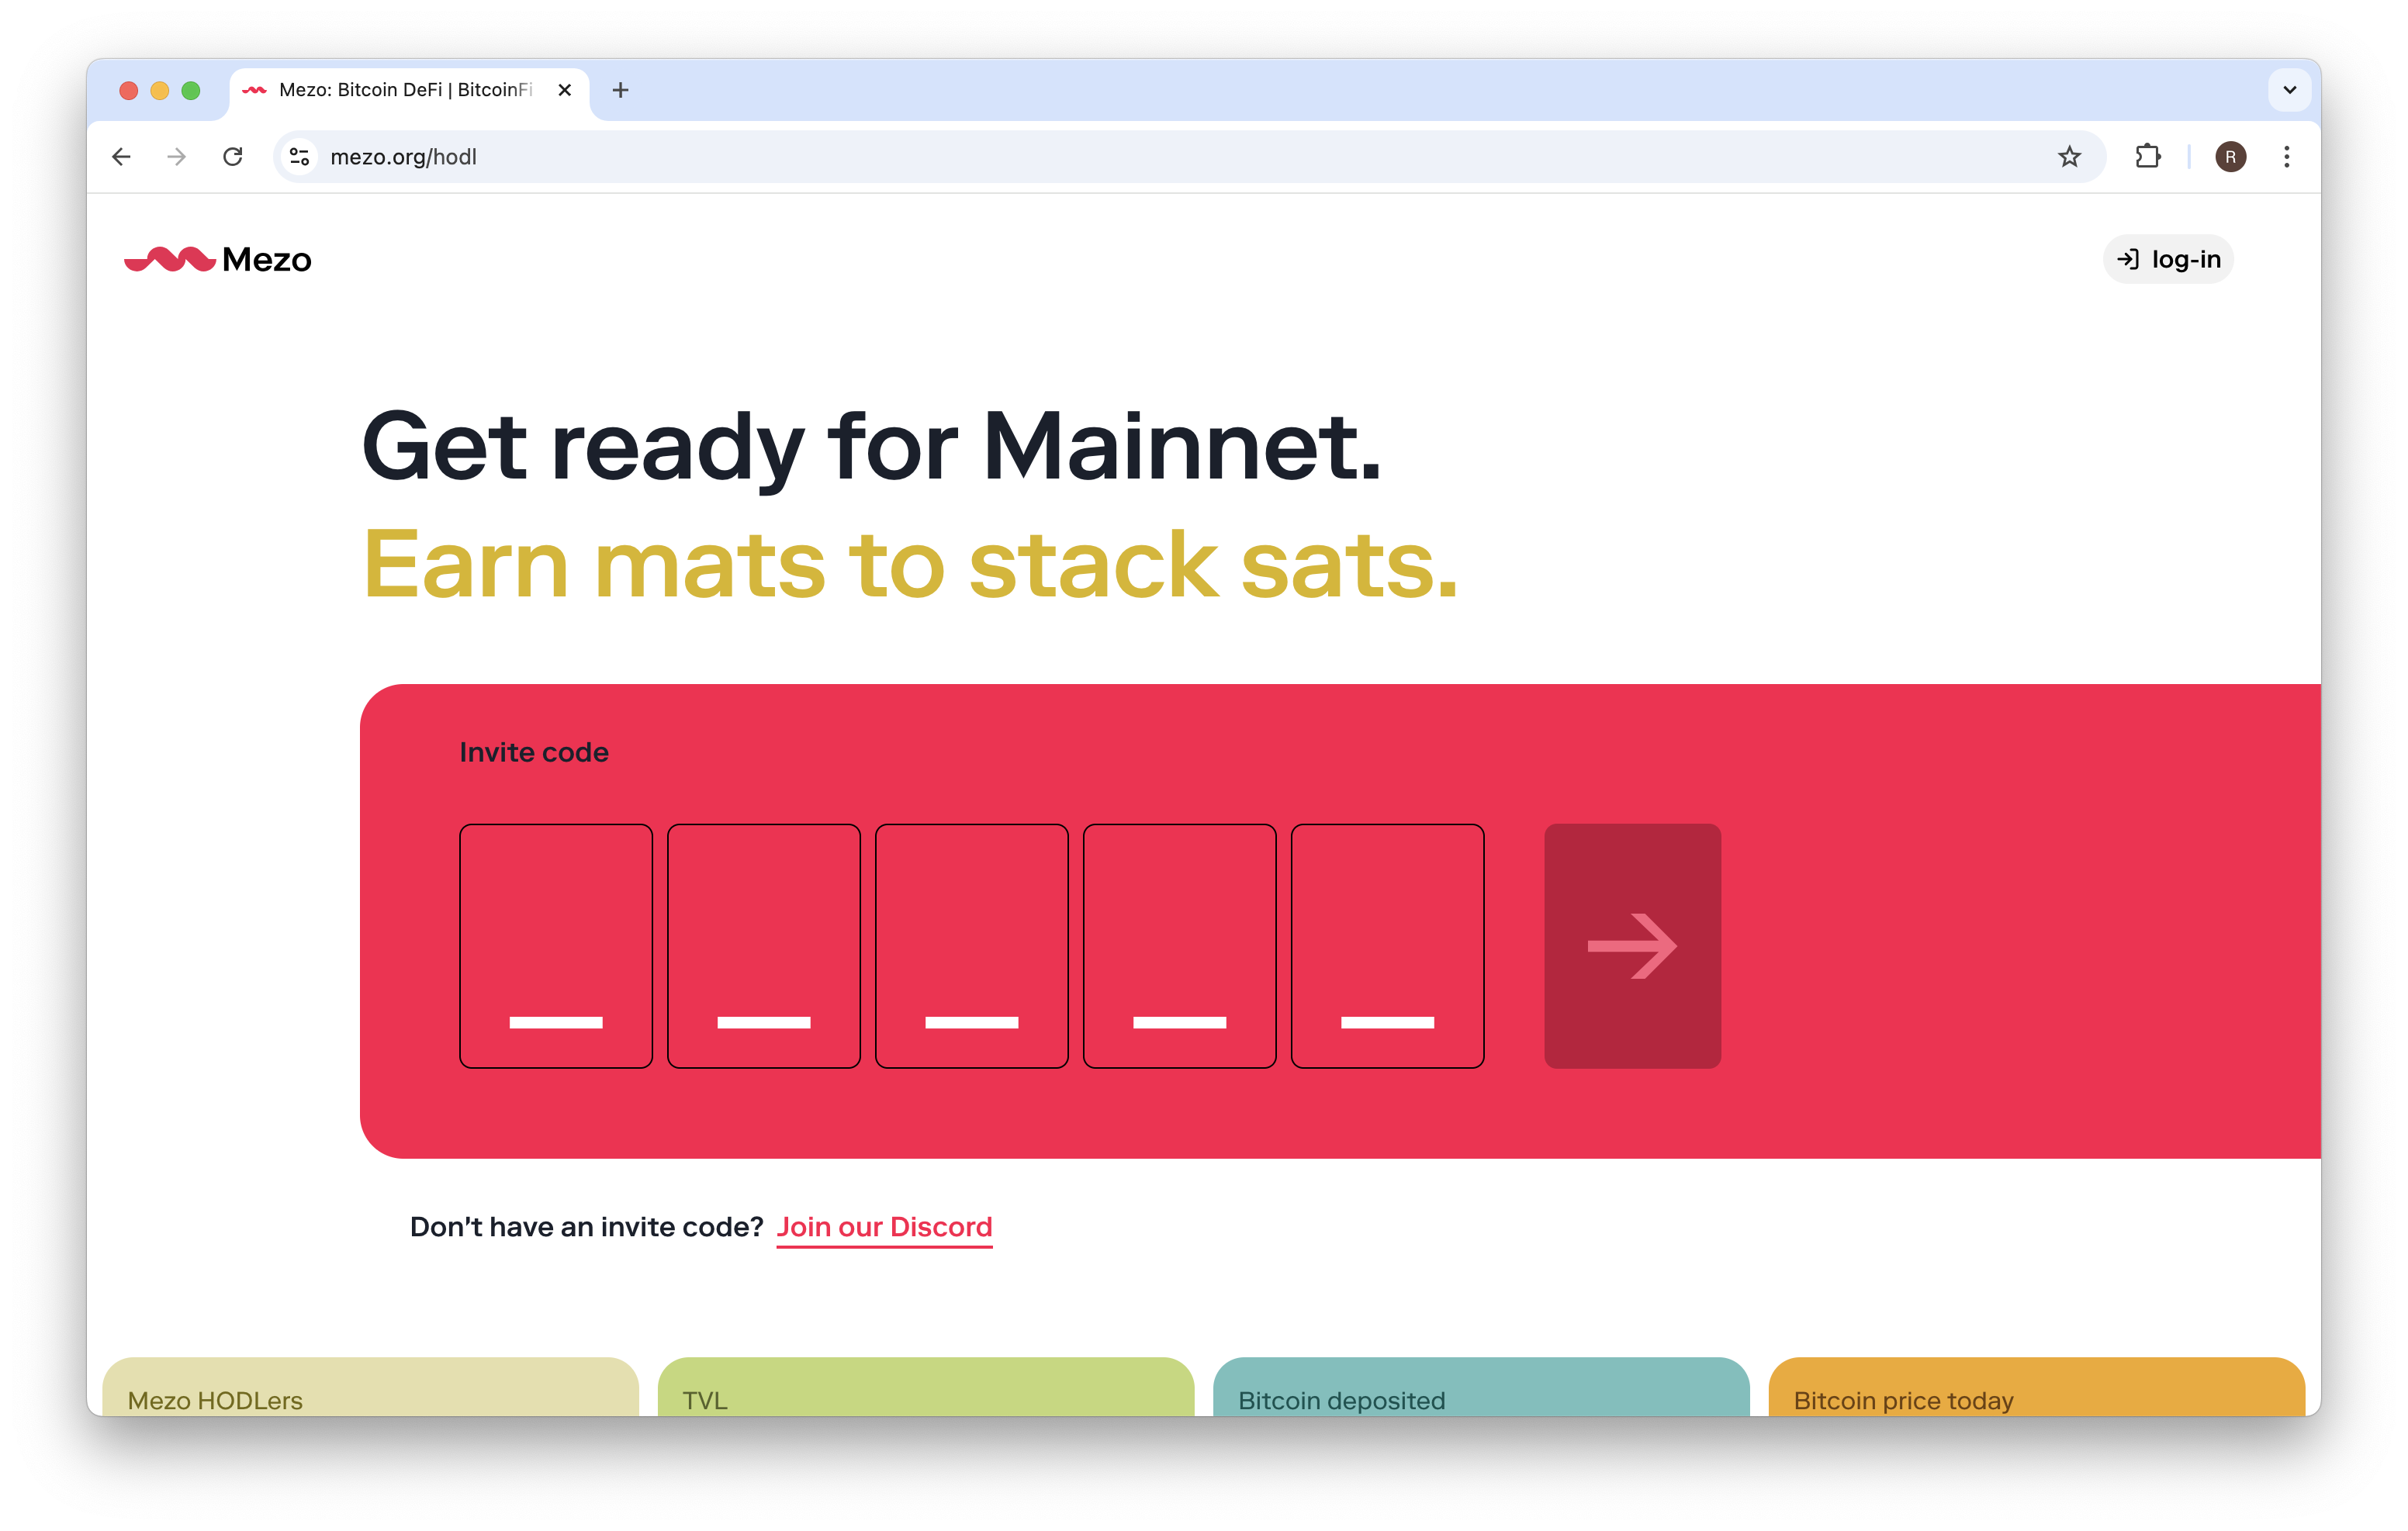 Mezo: Bitcoin DeFi | BitcoinFi
mezo.org/hodl
R
Mezo
log-in
Get ready for Mainnet.
Earn mats to stack sats.
Invite code
Don't have an invite code? Join our Discord
Mezo HODLers
TVL
Bitcoin deposited
Bitcoin price today